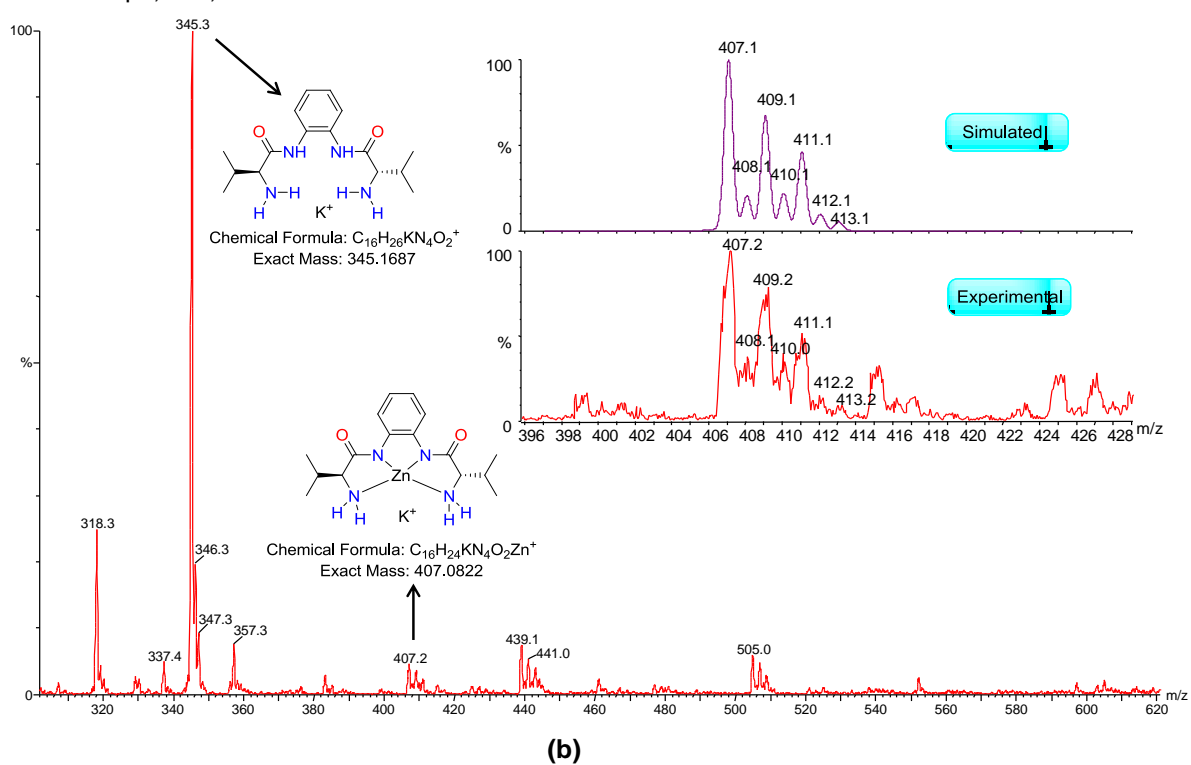 345.3
100
%
0
318.3
337.4
346.3
347.3
357.3
407.2
439.1
441.0
505.0
320 340 360 380 400 420 440 460 480 500 520 540 560 580 600 620 m/z
O O
NH HN
N H H N
H H
K+
Chemical Formula: C16H26KN4O2+
Exact Mass: 345.1687
O O
N N
Zn
N N
H H H H
K+
Chemical Formula: C16H24KN4O2Zn+
Exact Mass: 407.0822
407.1
100
409.1
411.1
%
408.1
410.1
412.1
413.1
0
Simulated
407.2
100
409.2
411.1
%
408.1
410.0
412.2
413.2
0
Experimental
396 398 400 402 404 406 408 410 412 414 416 418 420 422 424 426 428 m/z
(b)